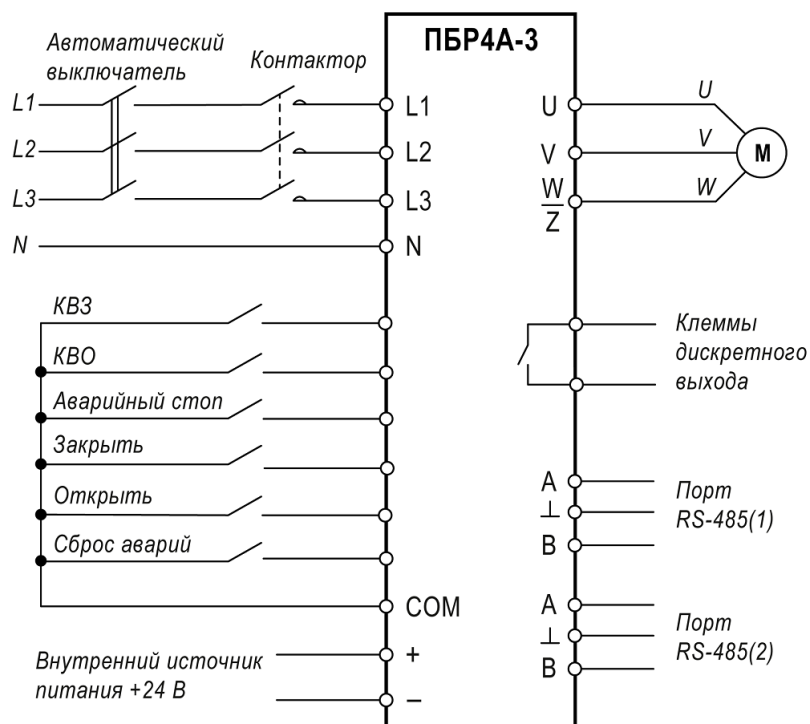 ПБР4А-3
Автоматический
выключатель
Контактор
L1
L2
L3
N
L1
L2
L3
N
U
V
W
Z
U
V
W
M
КВЗ
КВО
Аварийный стоп
Закрыть
Открыть
Сброс аварий
COM
Внутренний источник
питания +24 В
+
−
Клеммы
дискретного
выхода
A
⊥
B
Порт
RS-485(1)
A
⊥
B
Порт
RS-485(2)